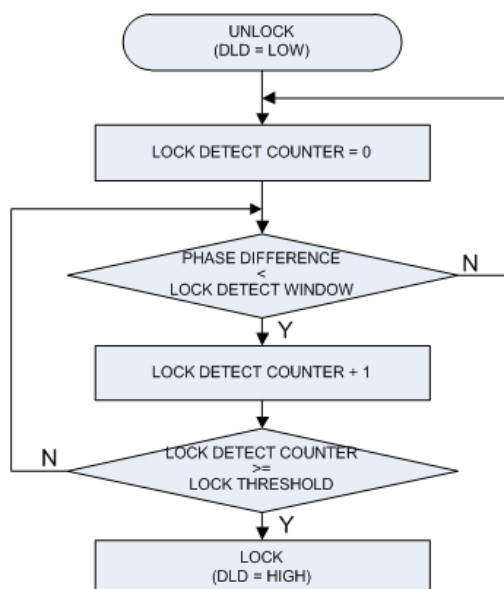 UNLOCK
(DLD = LOW)
LOCK DETECT COUNTER = 0
PHASE DIFFERENCE
<
LOCK DETECT WINDOW
N
Y
LOCK DETECT COUNTER + 1
LOCK DETECT COUNTER
>=
LOCK THRESHOLD
N
Y
LOCK
(DLD = HIGH)